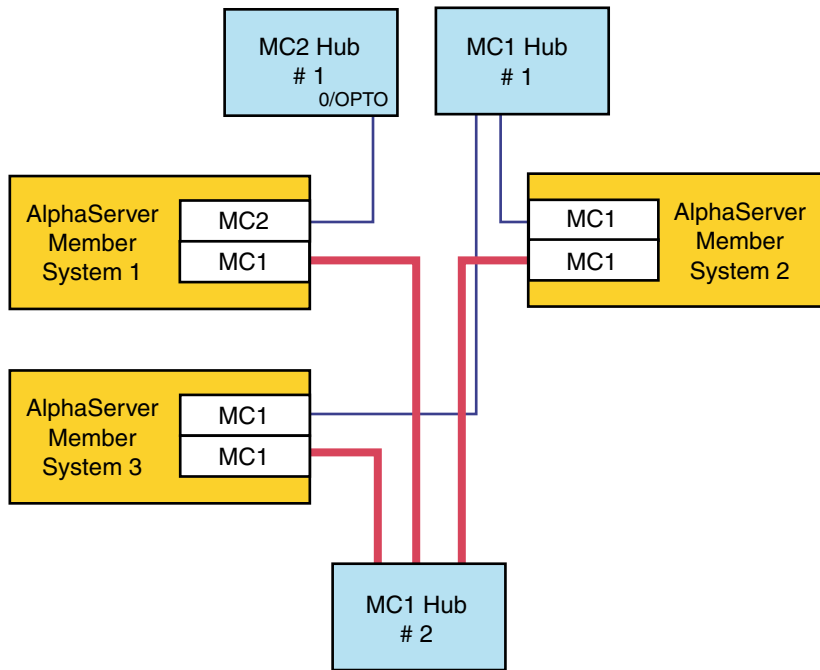 MC2 Hub
# 1
0/OPTO
MC1 Hub
# 1
AlphaServer
Member
System 1
MC2
MC1
MC1
MC1
AlphaServer
Member
System 2
AlphaServer
Member
System 3
MC1
MC1
MC1 Hub
# 2